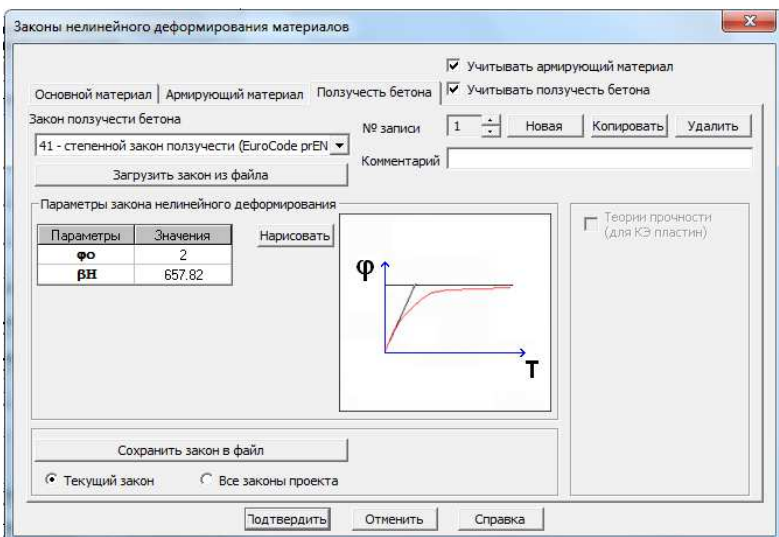 Законы нелинейного деформирования материалов
Учитывать армирующий материал
Учитывать ползучесть бетона
Основной материал Армирующий материал Ползучесть бетона
Закон ползучести бетона
41 - степенной закон ползучести (EuroCode prEN
Загрузить закон из файла
№ записи 1 Новая Копировать Удалить
Комментарий
Параметры закона нелинейного деформирования
Параметры Значения
φo 2
βH 657.82
Нарисовать
φ
T
Теории прочности
(для КЭ пластин)
Сохранить закон в файл
Текущий закон Все законы проекта
Подтвердить Отменить Справка